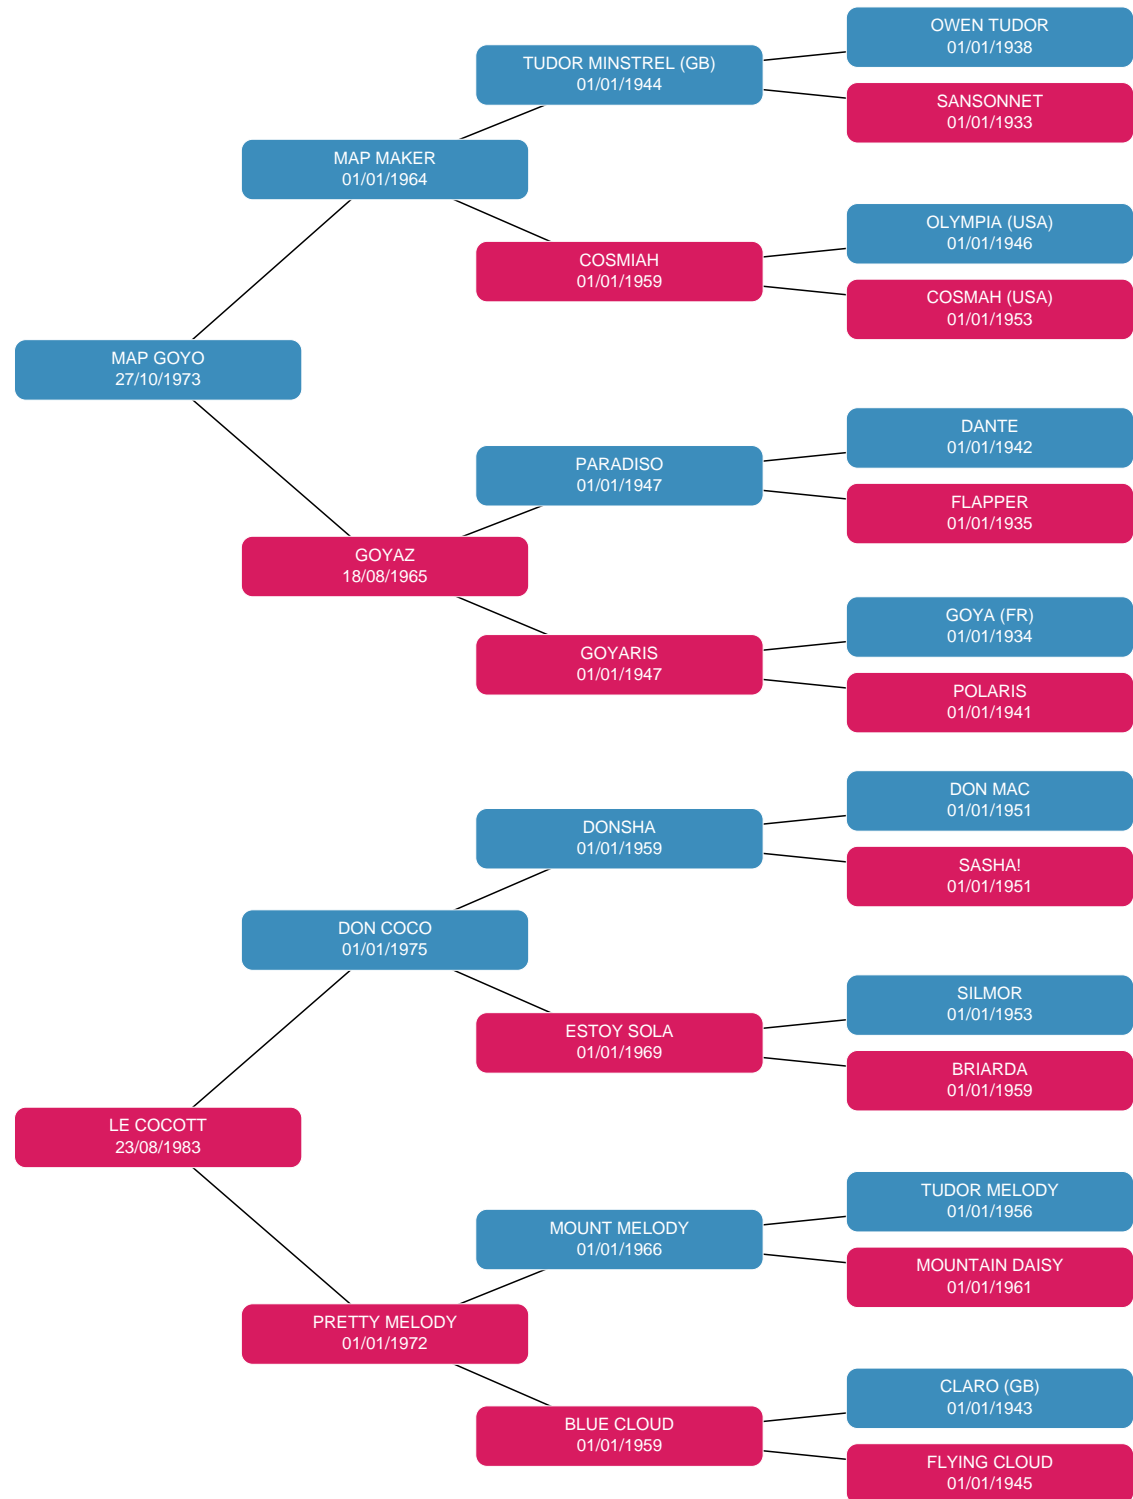 OWEN TUDOR
01/01/1938
TUDOR MINSTREL (GB)
01/01/1944
SANSONNET
01/01/1933
MAP MAKER
01/01/1964
OLYMPIA (USA)
01/01/1946
COSMIAH
01/01/1959
COSMAH (USA)
01/01/1953
MAP GOYO
27/10/1973
DANTE
01/01/1942
PARADISO
01/01/1947
FLAPPER
01/01/1935
GOYAZ
18/08/1965
GOYA (FR)
01/01/1934
GOYARIS
01/01/1947
POLARIS
01/01/1941
DON MAC
01/01/1951
DONSHA
01/01/1959
SASHA!
01/01/1951
DON COCO
01/01/1975
SILMOR
01/01/1953
ESTOY SOLA
01/01/1969
BRIARDA
01/01/1959
LE COCOTT
23/08/1983
TUDOR MELODY
01/01/1956
MOUNT MELODY
01/01/1966
MOUNTAIN DAISY
01/01/1961
PRETTY MELODY
01/01/1972
CLARO (GB)
01/01/1943
BLUE CLOUD
01/01/1959
FLYING CLOUD
01/01/1945